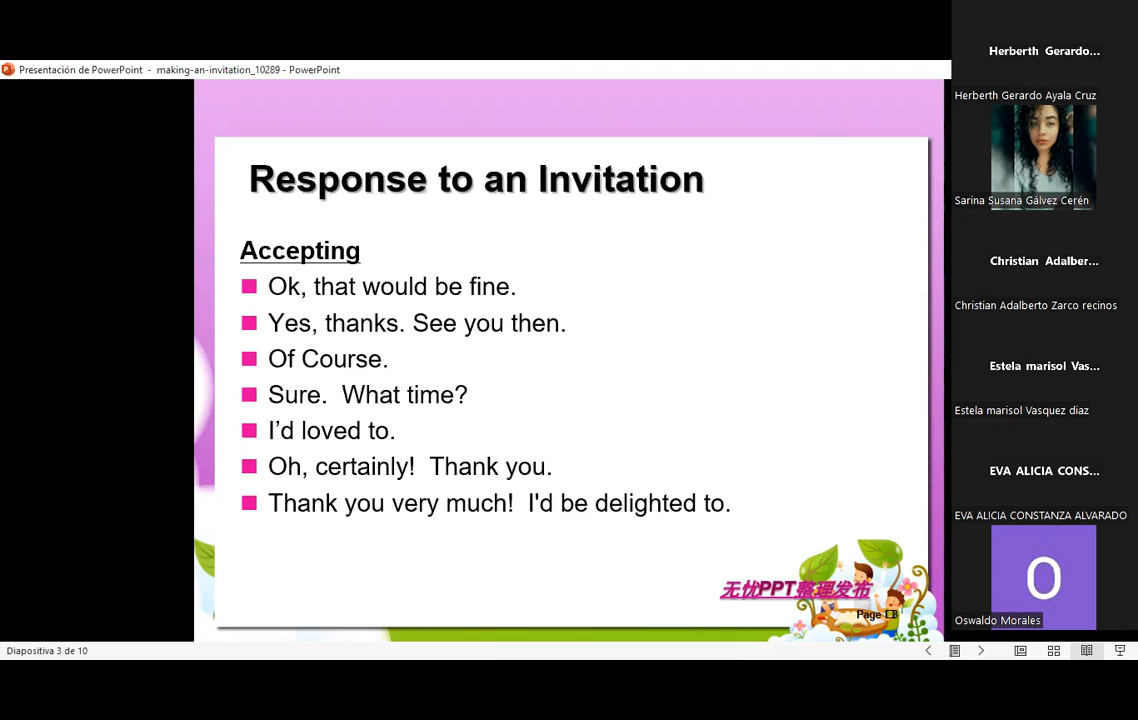 Presentación de PowerPoint - making-an-invitation_10289 - PowerPoint
Response to an Invitation
Accepting
Ok, that would be fine.
Yes, thanks. See you then.
Of Course.
Sure. What time?
I’d loved to.
Oh, certainly! Thank you.
Thank you very much! I'd be delighted to.
无忧PPT整理发布
Page
Diapositiva 3 de 10
Herberth Gerardo...
Herberth Gerardo Ayala Cruz
Sarina Susana Gálvez Cerén
Christian Adalber...
Christian Adalberto Zarco recinos
Estela marisol Vas...
Estela marisol Vasquez diaz
EVA ALICIA CONS...
EVA ALICIA CONSTANZA ALVARADO
O
Oswaldo Morales